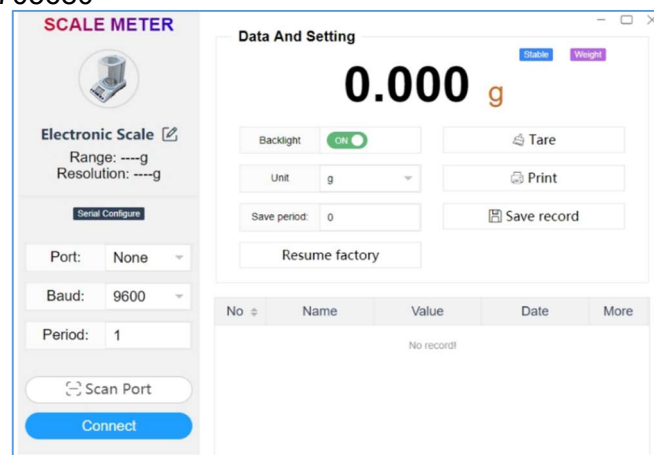 SCALE METER
Electronic Scale
Range: ----g
Resolution: ----g
Serial Configure
Port: None
Baud: 9600
Period: 1
Scan Port
Connect
Data And Setting
Stable Weight
0.000 g
Backlight ON
Tare
Unit g
Print
Save period: 0
Save record
Resume factory
No Name Value Date More
No record!